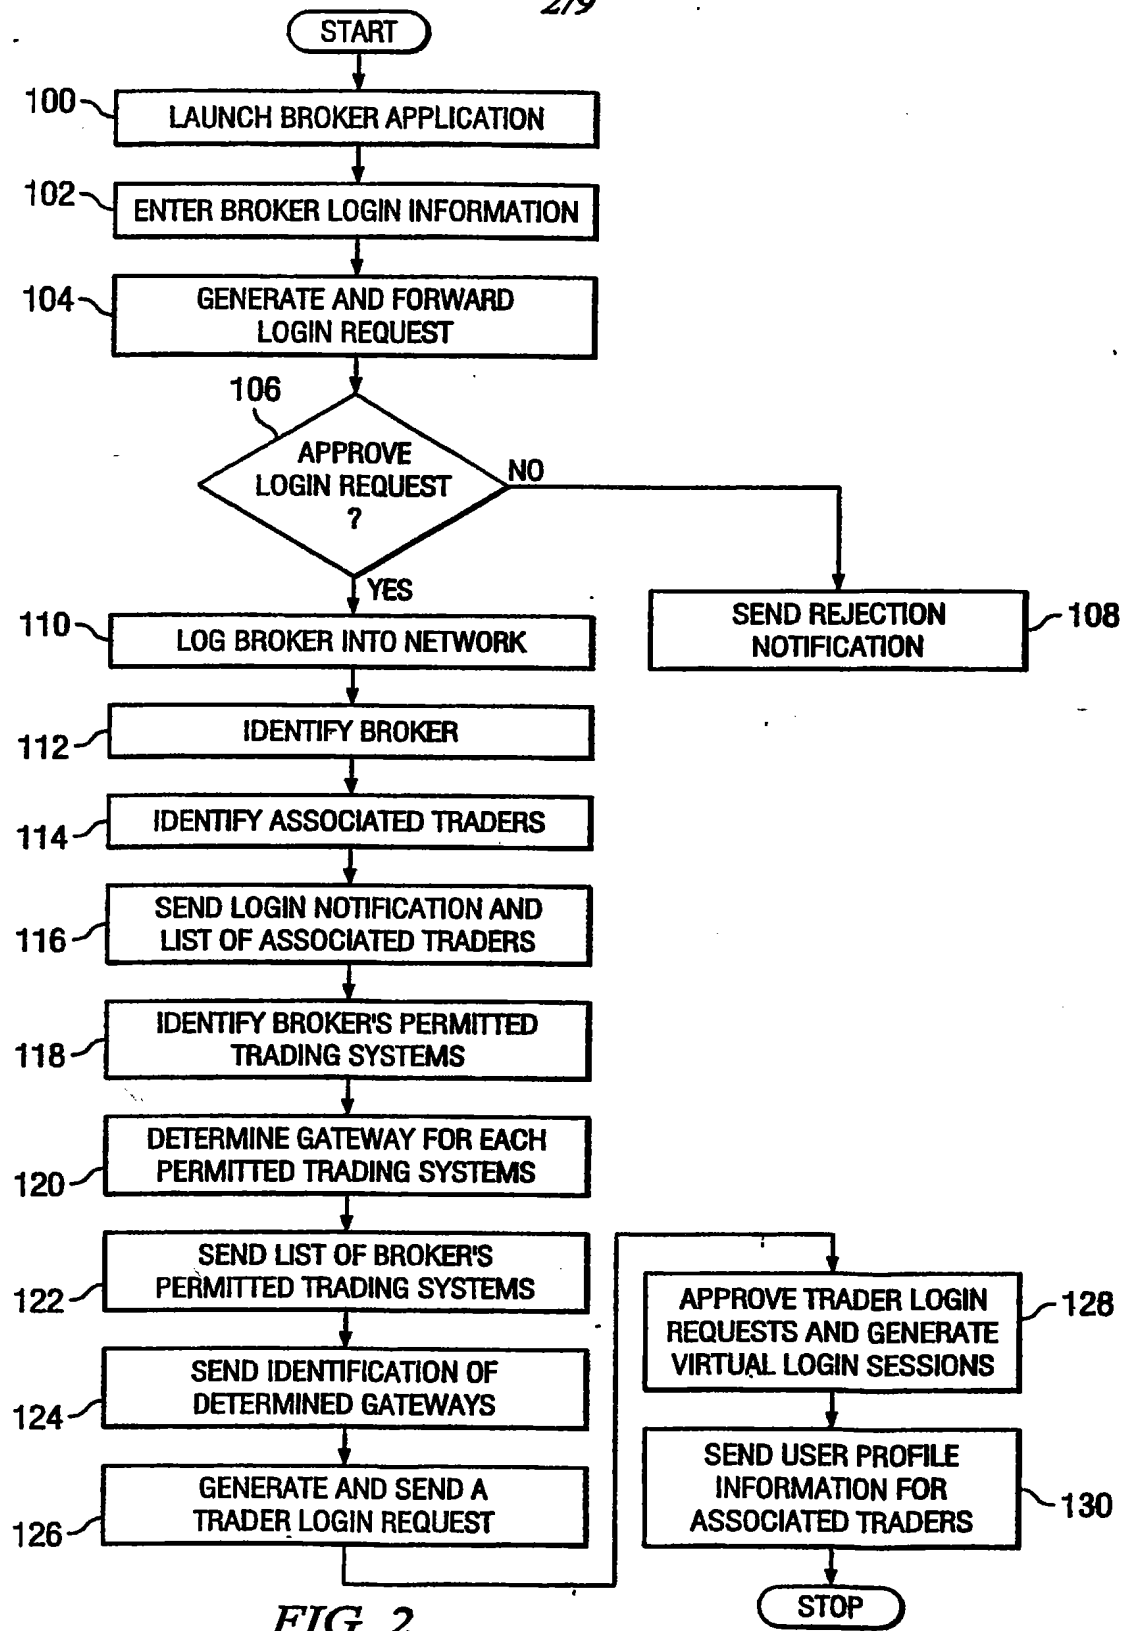 2/9
START
100
LAUNCH BROKER APPLICATION
102
ENTER BROKER LOGIN INFORMATION
104
GENERATE AND FORWARD
LOGIN REQUEST
106
APPROVE
LOGIN REQUEST
?
NO
YES
SEND REJECTION
NOTIFICATION
108
110
LOG BROKER INTO NETWORK
112
IDENTIFY BROKER
114
IDENTIFY ASSOCIATED TRADERS
116
SEND LOGIN NOTIFICATION AND
LIST OF ASSOCIATED TRADERS
118
IDENTIFY BROKER'S PERMITTED
TRADING SYSTEMS
120
DETERMINE GATEWAY FOR EACH
PERMITTED TRADING SYSTEMS
122
SEND LIST OF BROKER'S
PERMITTED TRADING SYSTEMS
124
SEND IDENTIFICATION OF
DETERMINED GATEWAYS
126
GENERATE AND SEND A
TRADER LOGIN REQUEST
APPROVE TRADER LOGIN
REQUESTS AND GENERATE
VIRTUAL LOGIN SESSIONS
128
SEND USER PROFILE
INFORMATION FOR
ASSOCIATED TRADERS
130
STOP
FIG. 2